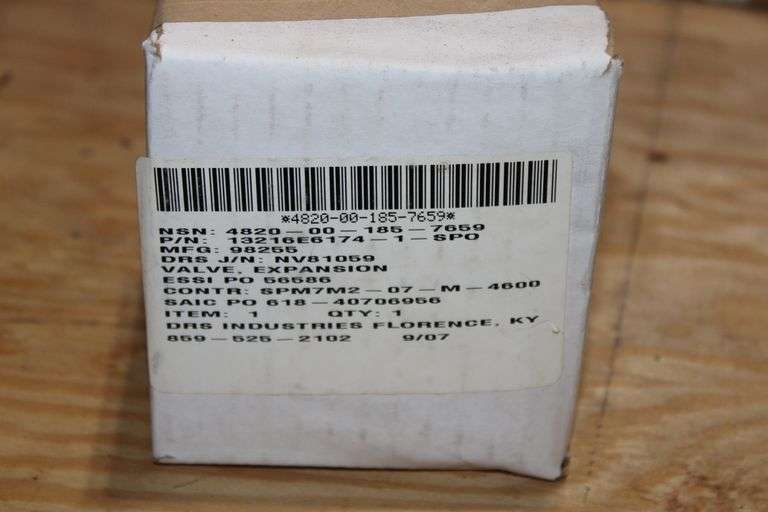 *4820-00-185-7659*
NSN: 4820-00-185-7659
P/N: 13216E6174-1-SPO
MFG: 98255
DRS J/N: NV81059
VALVE, EXPANSION
ESSI PO 56586
CONTR: SPM7M2-07-M-4600
SAIC PO 618-40706956
ITEM: 1 QTY: 1
DRS INDUSTRIES FLORENCE, KY
859-525-2102 9/07